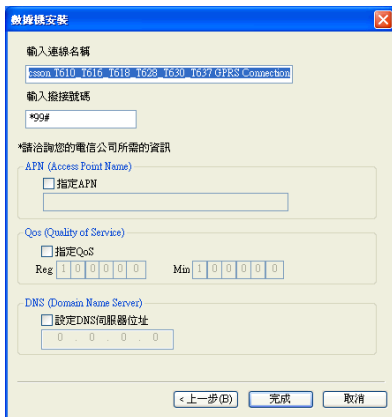 數據機安裝
輸入連線名稱
csson T610_T616_T618_T628_T630_T637 GPRS Connection
輸入撥接號碼
*99#
*請洽詢您的電信公司所需的資訊
APN (Access Point Name)
指定APN
Qos (Quality of Service)
指定QoS
Reg 1 0 0 0 0 0 Min 1 0 0 0 0 0
DNS (Domain Name Server)
設定DNS伺服器位址
0 . 0 . 0 . 0
<上一步(B) 完成 取消